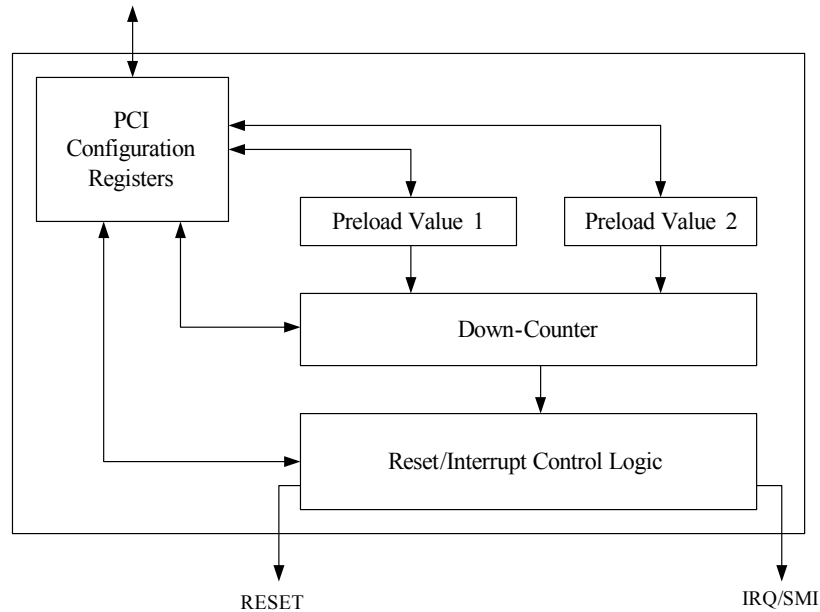 PCI
Configuration
Registers
Preload Value 1
Preload Value 2
Down-Counter
Reset/Interrupt Control Logic
RESET
IRQ/SMI